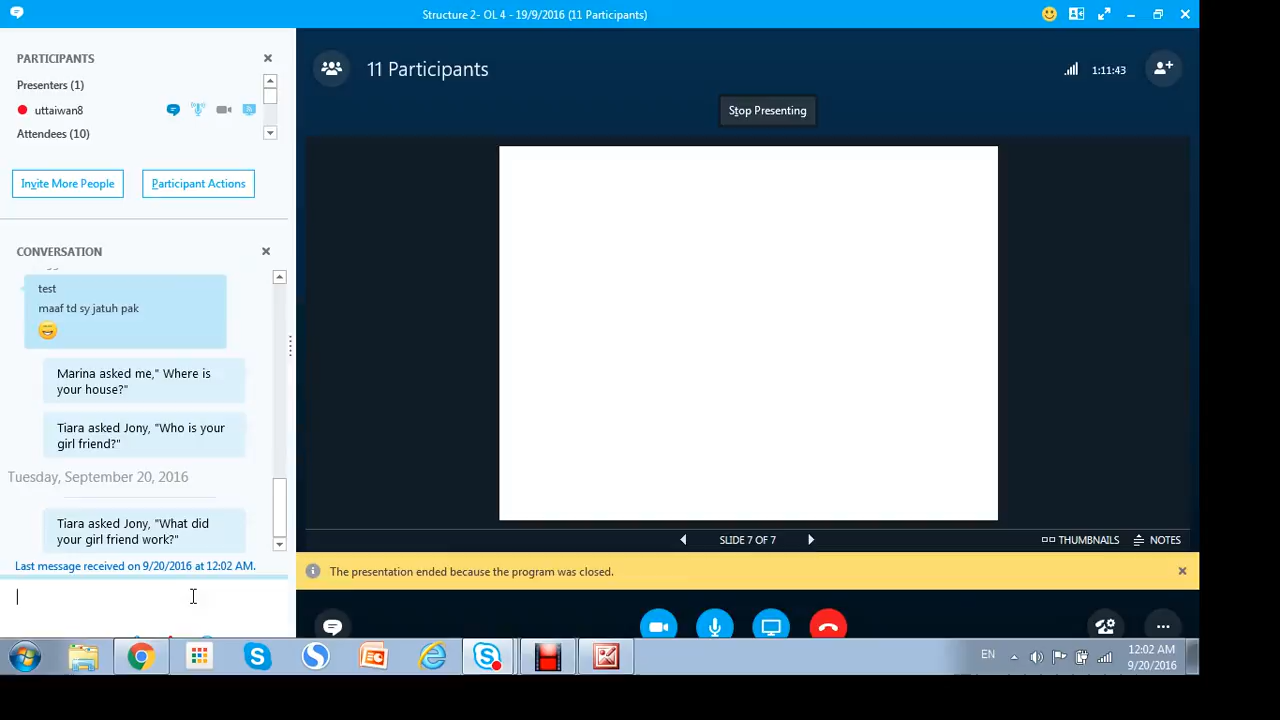 Structure 2- OL 4 - 19/9/2016 (11 Participants)
PARTICIPANTS
Presenters (1)
uttaiwan8
Attendees (10)
Invite More People
Participant Actions
CONVERSATION
test
maaf td sy jatuh pak
Marina asked me," Where is
your house?"
Tiara asked Jony, "Who is your
girl friend?"
Tuesday, September 20, 2016
Tiara asked Jony, "What did
your girl friend work?"
Last message received on 9/20/2016 at 12:02 AM.
11 Participants
1:11:43
Stop Presenting
SLIDE 7 OF 7
THUMBNAILS
NOTES
The presentation ended because the program was closed.
EN
12:02 AM
9/20/2016